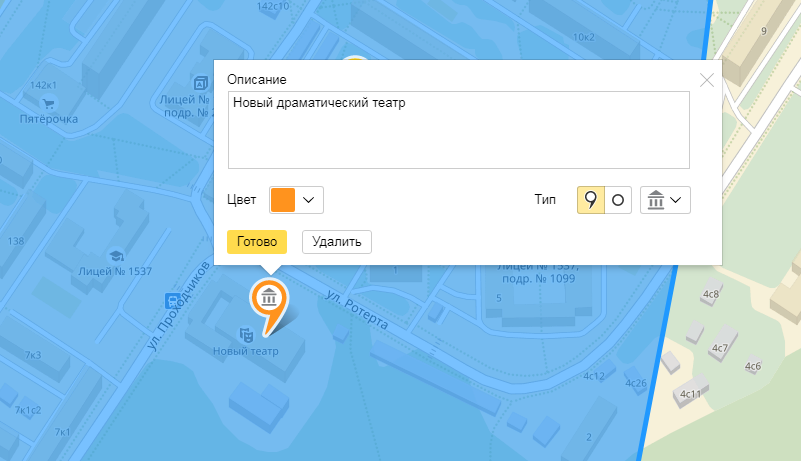 142с10
10к2
9
142к1
Пятёрочка
Лицей №
подр. № 2
Описание
Новый драматический театр
Цвет
Тип
Готово
Удалить
138
Лицей № 1537
ул. Проходчиков
ул. Ротерта
1
Лицей № 1537,
подр. № 1099
5
4с8
4с7
4с6
4с11
4с12
4с26
Новый театр
7к3
7к1с2
7к1
2